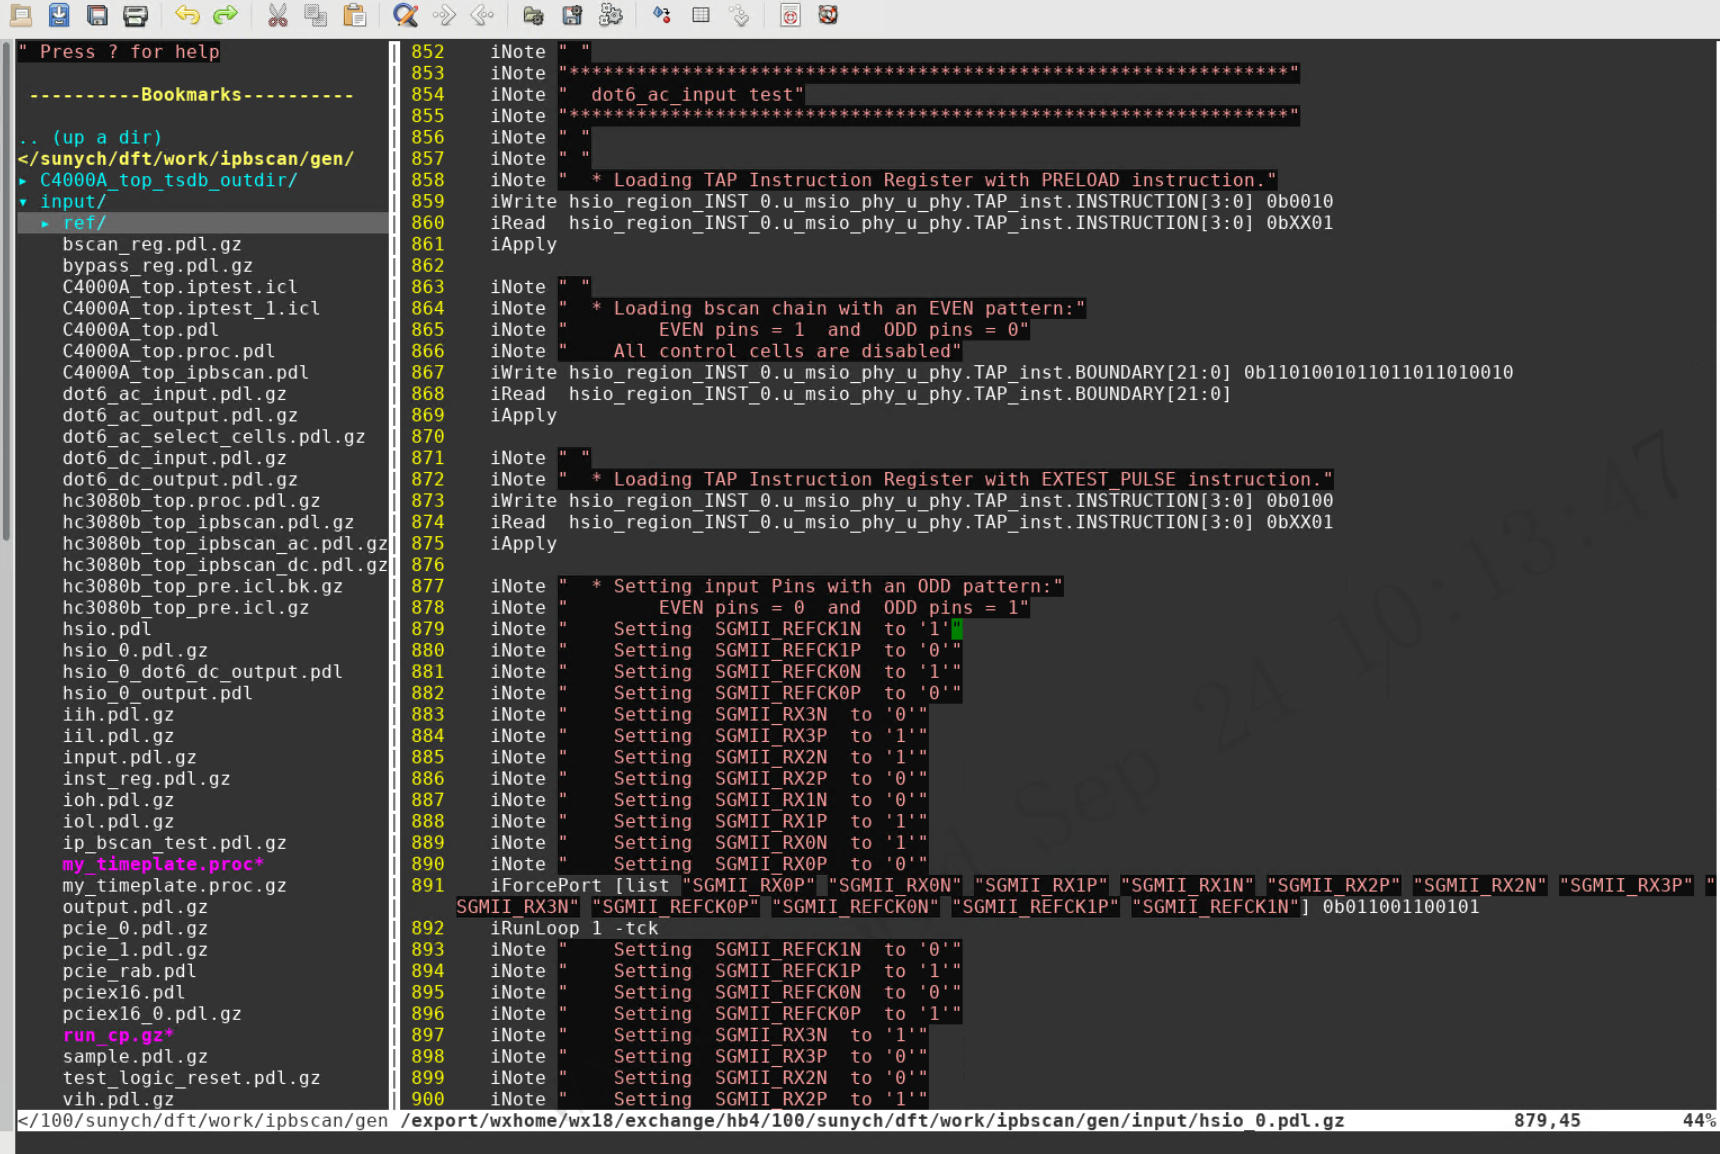 " Press ? for help
----------Bookmarks----------
.. (up a dir)
</sunych/dft/work/ipbscan/gen/
▸ C4000A_top_tsdb_outdir/
▾ input/
▸ ref/
bscan_reg.pdl.gz
bypass_reg.pdl.gz
C4000A_top.iptest.icl
C4000A_top.iptest_1.icl
C4000A_top.pdl
C4000A_top.proc.pdl
C4000A_top_ipbscan.pdl
dot6_ac_input.pdl.gz
dot6_ac_output.pdl.gz
dot6_ac_select_cells.pdl.gz
dot6_dc_input.pdl.gz
dot6_dc_output.pdl.gz
hc3080b_top.proc.pdl.gz
hc3080b_top_ipbscan.pdl.gz
hc3080b_top_ipbscan_ac.pdl.gz
hc3080b_top_ipbscan_dc.pdl.gz
hc3080b_top_pre.icl.bk.gz
hc3080b_top_pre.icl.gz
hsio.pdl
hsio_0.pdl.gz
hsio_0_dot6_dc_output.pdl
hsio_0_output.pdl
iih.pdl.gz
iil.pdl.gz
input.pdl.gz
inst_reg.pdl.gz
ioh.pdl.gz
iol.pdl.gz
ip_bscan_test.pdl.gz
my_timeplate.proc*
my_timeplate.proc.gz
output.pdl.gz
pcie_0.pdl.gz
pcie_1.pdl.gz
pcie_rab.pdl
pciex16.pdl
pciex16_0.pdl.gz
run_cp.gz*
sample.pdl.gz
test_logic_reset.pdl.gz
vih.pdl.gz
</100/sunych/dft/work/ipbscan/gen
852 iNote " "
853 iNote "****************************************************************"
854 iNote "  dot6_ac_input test"
855 iNote "****************************************************************"
856 iNote " "
857 iNote " "
858 iNote "  * Loading TAP Instruction Register with PRELOAD instruction."
859 iWrite hsio_region_INST_0.u_msio_phy_u_phy.TAP_inst.INSTRUCTION[3:0] 0b0010
860 iRead  hsio_region_INST_0.u_msio_phy_u_phy.TAP_inst.INSTRUCTION[3:0] 0bXX01
861 iApply
862
863 iNote " "
864 iNote "  * Loading bscan chain with an EVEN pattern:"
865 iNote "        EVEN pins = 1  and  ODD pins = 0"
866 iNote "    All control cells are disabled"
867 iWrite hsio_region_INST_0.u_msio_phy_u_phy.TAP_inst.BOUNDARY[21:0] 0b1101001011011011010010
868 iRead  hsio_region_INST_0.u_msio_phy_u_phy.TAP_inst.BOUNDARY[21:0]
869 iApply
870
871 iNote " "
872 iNote "  * Loading TAP Instruction Register with EXTEST_PULSE instruction."
873 iWrite hsio_region_INST_0.u_msio_phy_u_phy.TAP_inst.INSTRUCTION[3:0] 0b0100
874 iRead  hsio_region_INST_0.u_msio_phy_u_phy.TAP_inst.INSTRUCTION[3:0] 0bXX01
875 iApply
876
877 iNote "  * Setting input Pins with an ODD pattern:"
878 iNote "        EVEN pins = 0  and  ODD pins = 1"
879 iNote "    Setting  SGMII_REFCK1N  to '1'"
880 iNote "    Setting  SGMII_REFCK1P  to '0'"
881 iNote "    Setting  SGMII_REFCK0N  to '1'"
882 iNote "    Setting  SGMII_REFCK0P  to '0'"
883 iNote "    Setting  SGMII_RX3N  to '0'"
884 iNote "    Setting  SGMII_RX3P  to '1'"
885 iNote "    Setting  SGMII_RX2N  to '1'"
886 iNote "    Setting  SGMII_RX2P  to '0'"
887 iNote "    Setting  SGMII_RX1N  to '0'"
888 iNote "    Setting  SGMII_RX1P  to '1'"
889 iNote "    Setting  SGMII_RX0N  to '1'"
890 iNote "    Setting  SGMII_RX0P  to '0'"
891 iForcePort [list "SGMII_RX0P" "SGMII_RX0N" "SGMII_RX1P" "SGMII_RX1N" "SGMII_RX2P" "SGMII_RX2N" "SGMII_RX3P" "
SGMII_RX3N" "SGMII_REFCK0P" "SGMII_REFCK0N" "SGMII_REFCK1P" "SGMII_REFCK1N"] 0b011001100101
892 iRunLoop 1 -tck
893 iNote "    Setting  SGMII_REFCK1N  to '0'"
894 iNote "    Setting  SGMII_REFCK1P  to '1'"
895 iNote "    Setting  SGMII_REFCK0N  to '0'"
896 iNote "    Setting  SGMII_REFCK0P  to '1'"
897 iNote "    Setting  SGMII_RX3N  to '1'"
898 iNote "    Setting  SGMII_RX3P  to '0'"
899 iNote "    Setting  SGMII_RX2N  to '0'"
900 iNote "    Setting  SGMII_RX2P  to '1'"
/export/wxhome/wx18/exchange/hb4/100/sunych/dft/work/ipbscan/gen/input/hsio_0.pdl.gz 879,45 44%
Sep 24 10:13:47